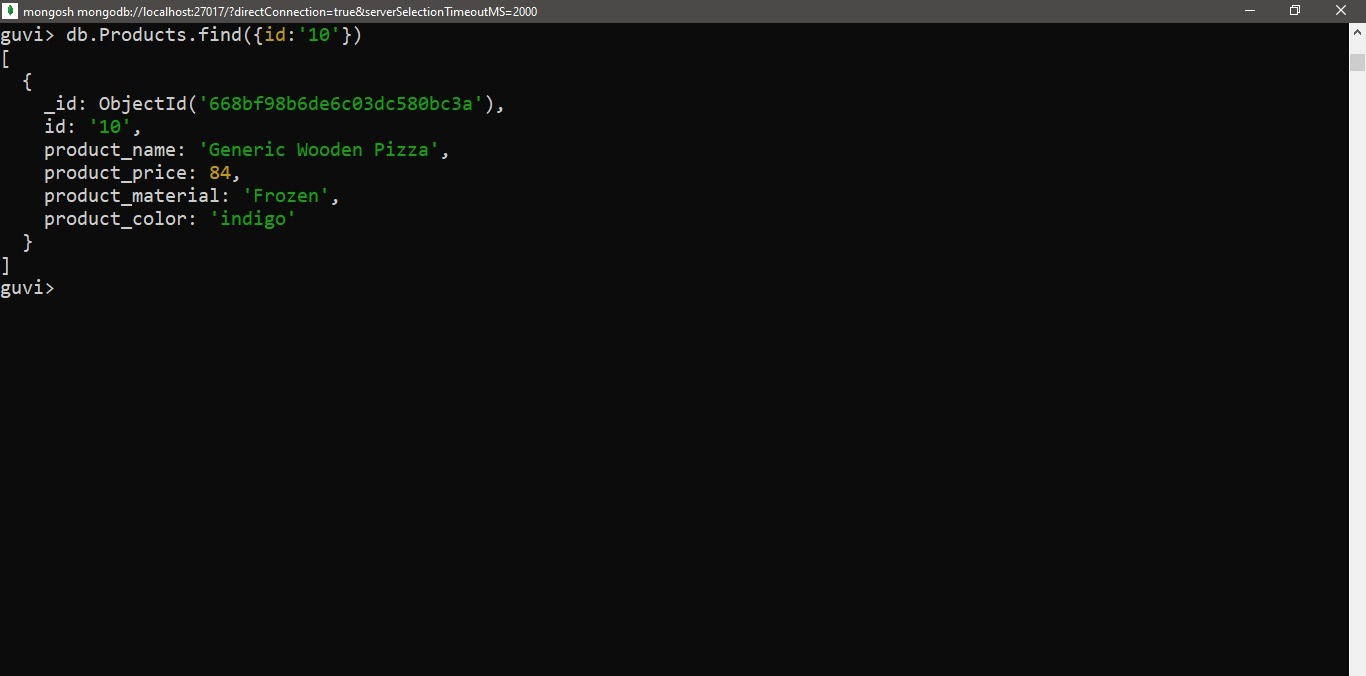 mongosh mongodb://localhost:27017/?directConnection=true&serverSelectionTimeoutMS=2000
guvi> db.Products.find({id:'10'})
[
  {
    _id: ObjectId('668bf98b6de6c03dc580bc3a'),
    id: '10',
    product_name: 'Generic Wooden Pizza',
    product_price: 84,
    product_material: 'Frozen',
    product_color: 'indigo'
  }
]
guvi>